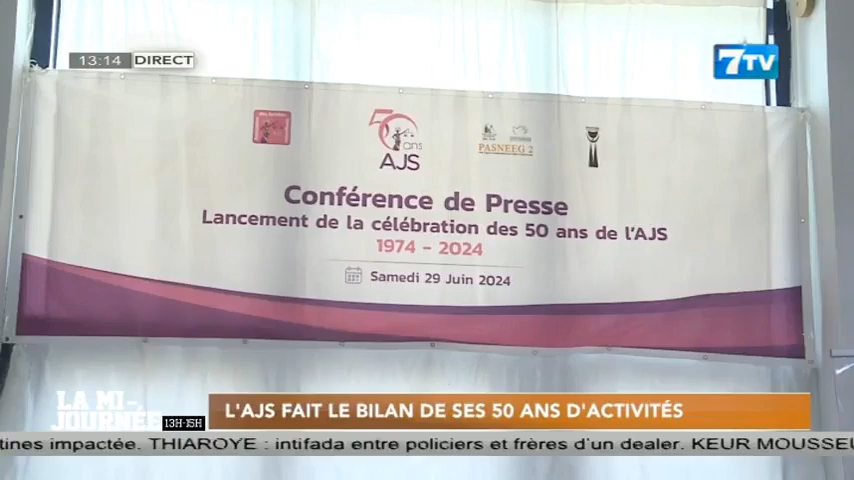 13:14 DIRECT
7TV
50 ans
AJS
PASNEEG 2
Conférence de Presse
Lancement de la célébration des 50 ans de l'AJS
1974 - 2024
Samedi 29 Juin 2024
LA MI-
JOURNÉE 13H-15H
L'AJS FAIT LE BILAN DE SES 50 ANS D'ACTIVITÉS
tines impactée. THIAROYE : intifada entre policiers et frères d'un dealer. KEUR MOUSSEU